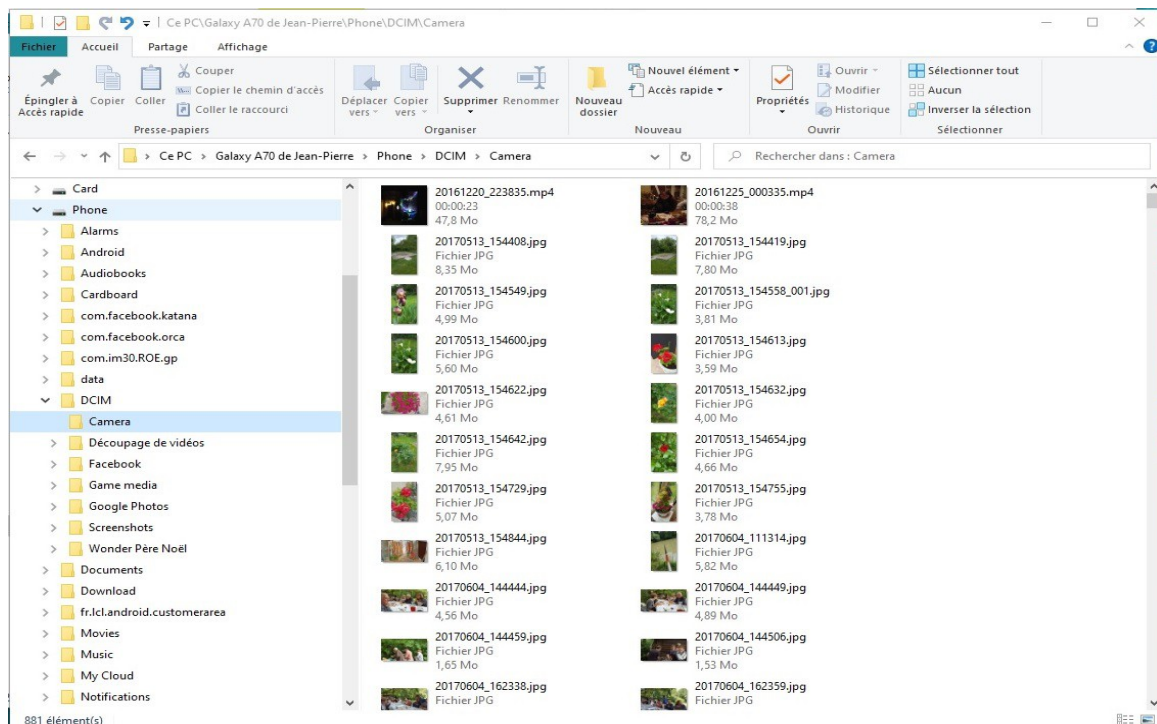 Ce PC\Galaxy A70 de Jean-Pierre\Phone\DCIM\Camera
Fichier Accueil Partage Affichage
Épingler à Accès rapide
Copier
Coller
Couper
Copier le chemin d'accès
Coller le raccourci
Presse-papiers
Déplacer vers
Copier vers
Supprimer
Renommer
Organiser
Nouveau dossier
Nouvel élément
Accès rapide
Nouveau
Propriétés
Ouvrir
Modifier
Historique
Ouvrir
Sélectionner tout
Aucun
Inverser la sélection
Sélectionner
Ce PC > Galaxy A70 de Jean-Pierre > Phone > DCIM > Camera
Rechercher dans : Camera
Card
Phone
Alarms
Android
Audiobooks
Cardboard
com.facebook.katana
com.facebook.orca
com.im30.ROE.gp
data
DCIM
Camera
Découpage de vidéos
Facebook
Game media
Google Photos
Screenshots
Wonder Père Noël
Documents
Download
fr.lcl.android.customerarea
Movies
Music
My Cloud
Notifications
20161220_223835.mp4
00:00:23
47,8 Mo
20161225_000335.mp4
00:00:38
78,2 Mo
20170513_154408.jpg
Fichier JPG
8,35 Mo
20170513_154419.jpg
Fichier JPG
7,80 Mo
20170513_154549.jpg
Fichier JPG
4,99 Mo
20170513_154558_001.jpg
Fichier JPG
3,81 Mo
20170513_154600.jpg
Fichier JPG
5,60 Mo
20170513_154613.jpg
Fichier JPG
3,59 Mo
20170513_154622.jpg
Fichier JPG
4,61 Mo
20170513_154632.jpg
Fichier JPG
4,00 Mo
20170513_154642.jpg
Fichier JPG
7,95 Mo
20170513_154654.jpg
Fichier JPG
4,66 Mo
20170513_154729.jpg
Fichier JPG
5,07 Mo
20170513_154755.jpg
Fichier JPG
3,78 Mo
20170513_154844.jpg
Fichier JPG
6,10 Mo
20170604_111314.jpg
Fichier JPG
5,82 Mo
20170604_144444.jpg
Fichier JPG
4,56 Mo
20170604_144449.jpg
Fichier JPG
4,89 Mo
20170604_144459.jpg
Fichier JPG
1,65 Mo
20170604_144506.jpg
Fichier JPG
1,53 Mo
20170604_162338.jpg
Fichier JPG
20170604_162359.jpg
Fichier JPG
881 élément(s)